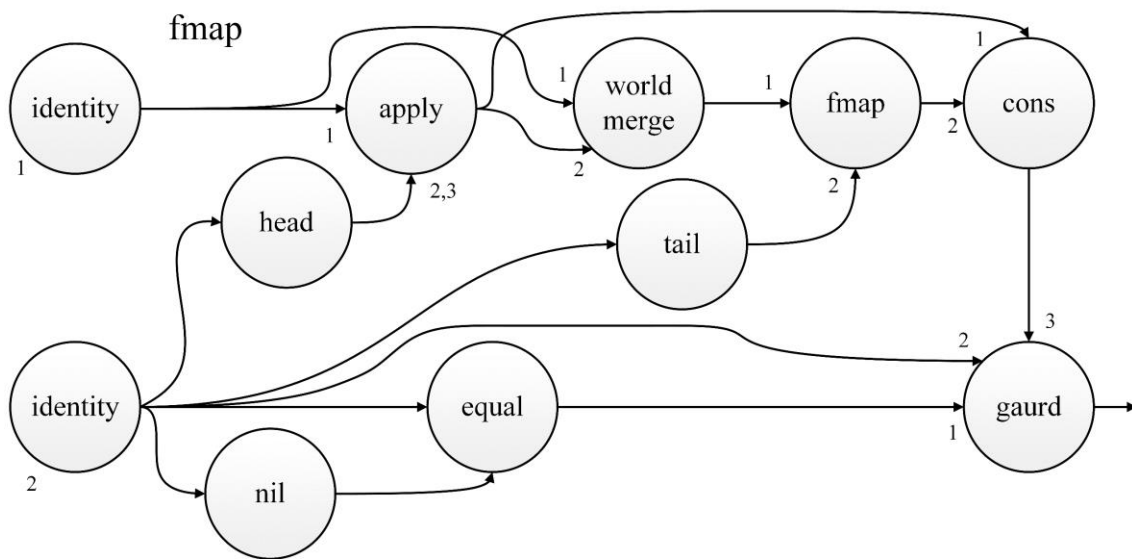 fmap
identity
1
apply
1
2,3
world
merge
1
2
fmap
1
2
cons
1
2
head
tail
identity
2
equal
nil
gaurd
1
2
3